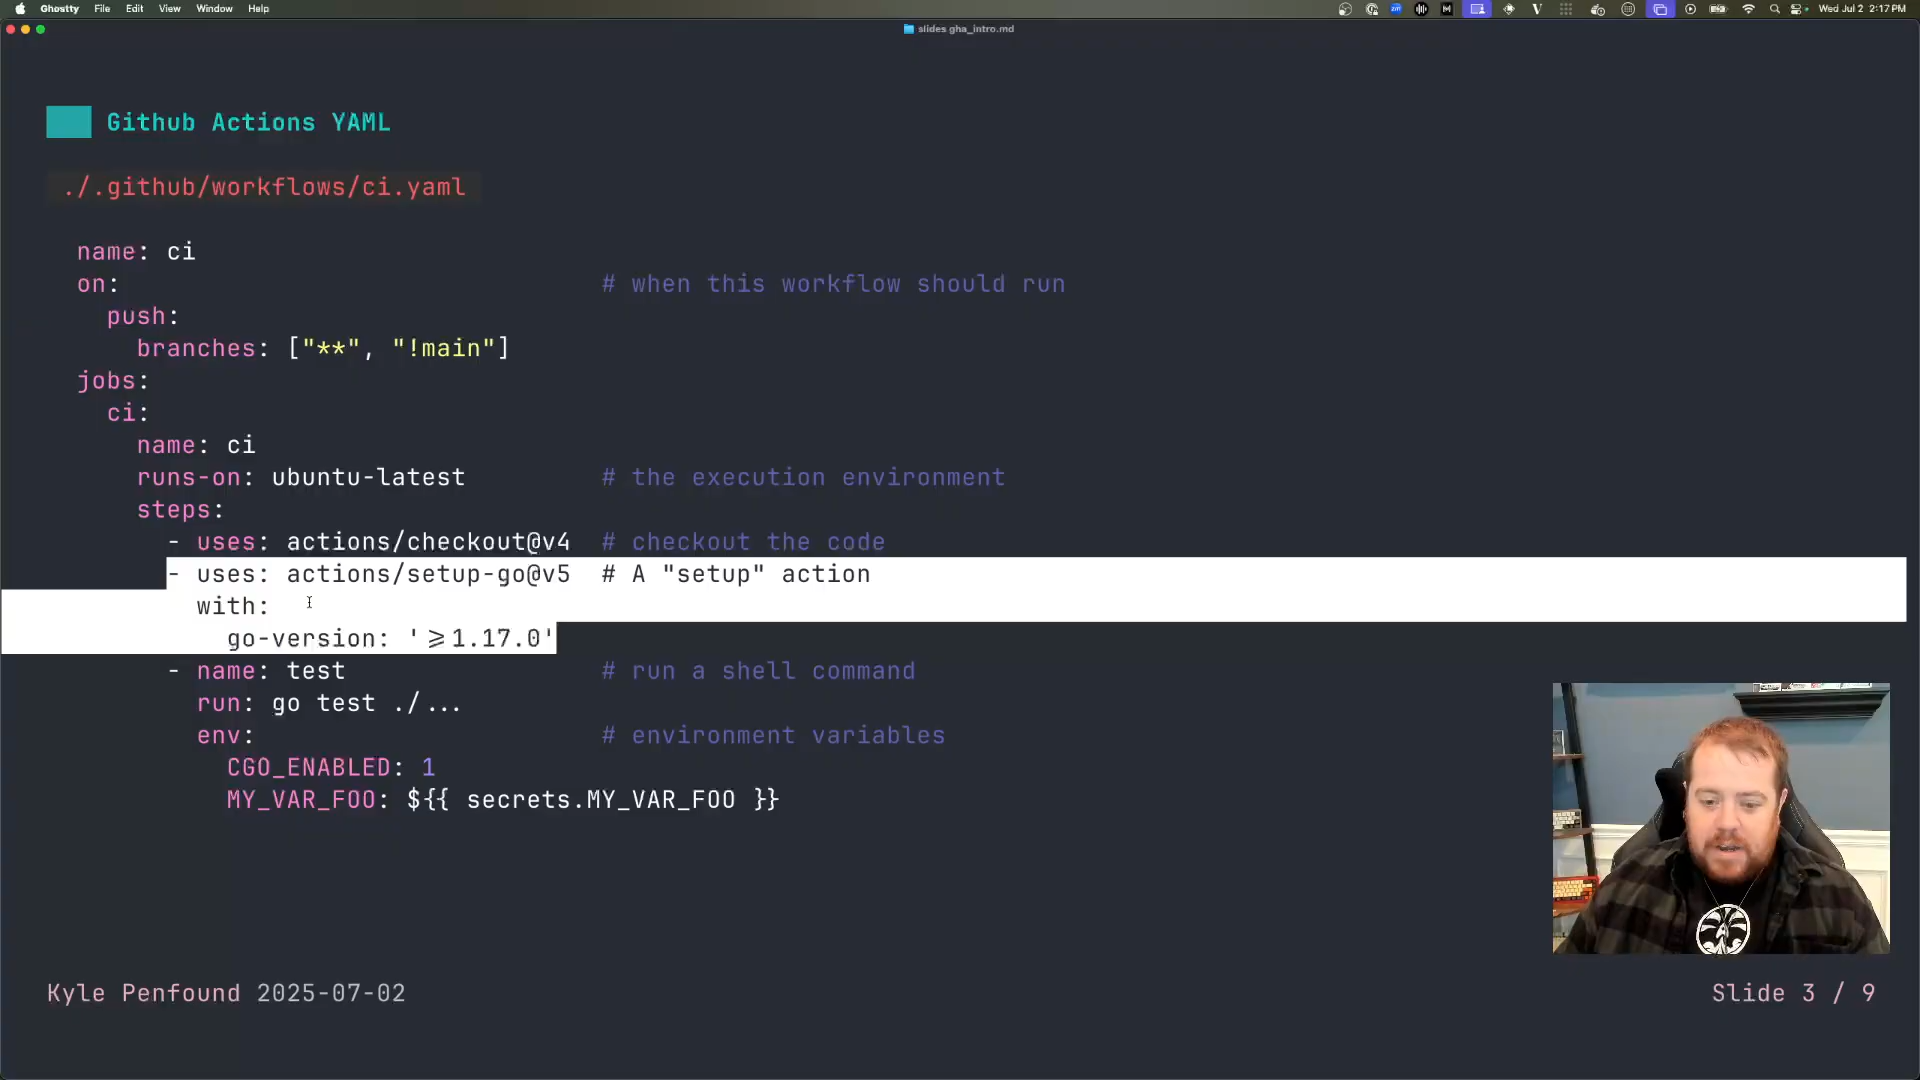 Ghostty File Edit View Window Help
Wed Jul 2 2:17 PM
slides gha_intro.md
Github Actions YAML
./.github/workflows/ci.yaml
name: ci
on: # when this workflow should run
push:
branches: ["**", "!main"]
jobs:
ci:
name: ci
runs-on: ubuntu-latest # the execution environment
steps:
- uses: actions/checkout@v4 # checkout the code
- uses: actions/setup-go@v5 # A "setup" action
with:
go-version: '>=1.17.0'
- name: test # run a shell command
run: go test ./...
env: # environment variables
CGO_ENABLED: 1
MY_VAR_FOO: ${{ secrets.MY_VAR_FOO }}
Kyle Penfound 2025-07-02
Slide 3 / 9